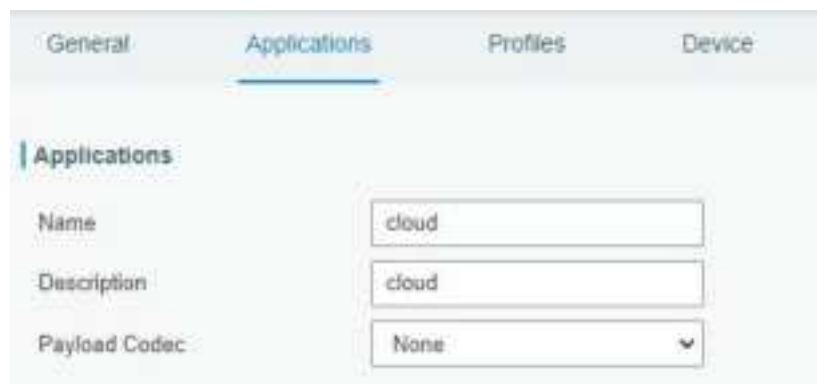 General Applications Profiles Device
Applications
Name cloud
Description cloud
Payload Codec None